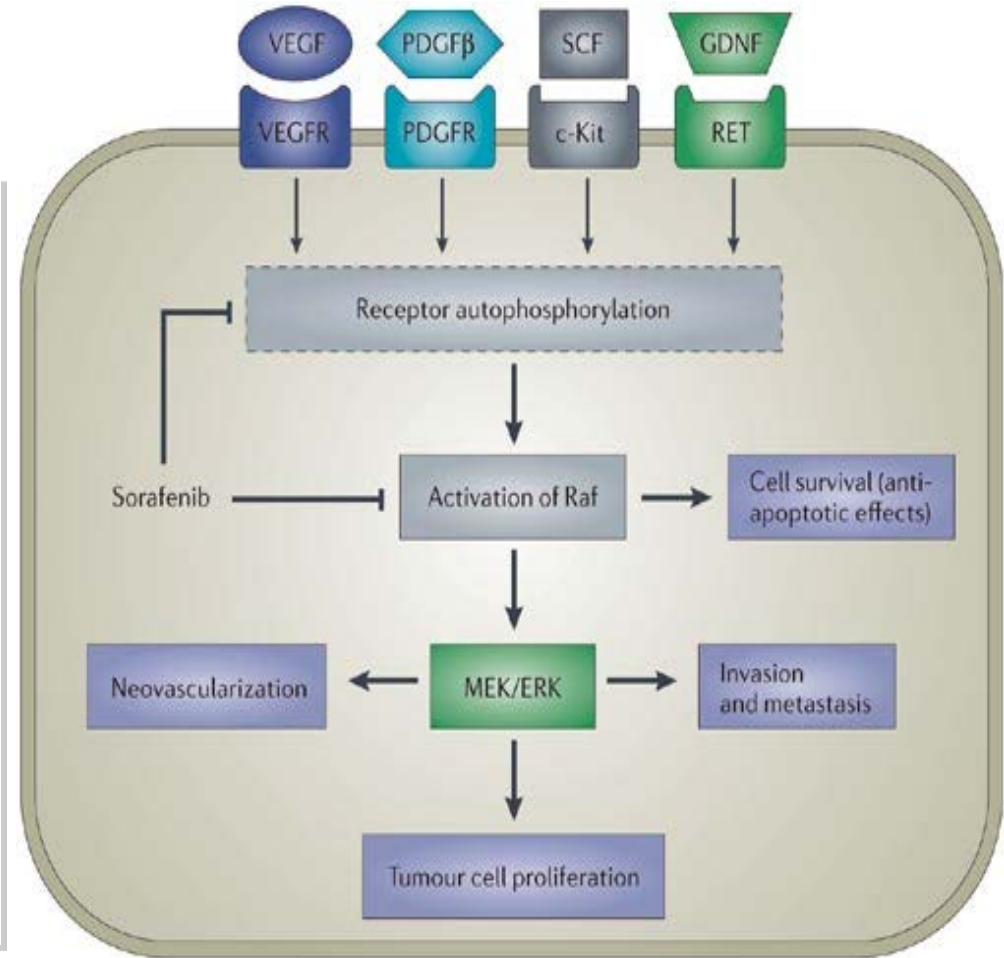 VEGF
PDGFβ
SCF
GDNF
VEGFR
PDGFR
c-Kit
RET
Receptor autophosphorylation
Sorafenib
Activation of Raf
Cell survival (anti-
apoptotic effects)
Neovascularization
MEK/ERK
Invasion
and metastasis
Tumour cell proliferation